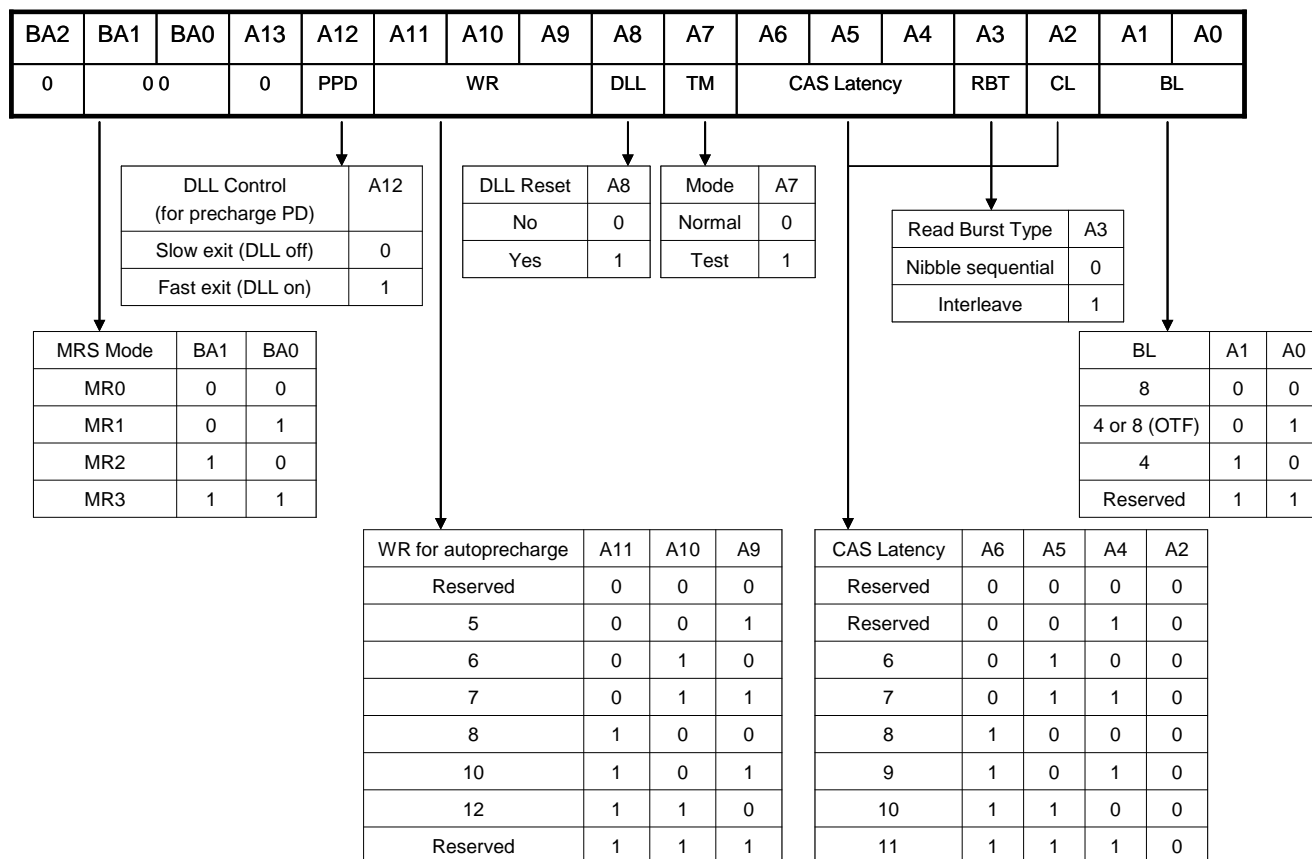 BA2 BA1 BA0 A13 A12 A11 A10 A9 A8 A7 A6 A5 A4 A3 A2 A1 A0
0 0 0 0 PPD WR DLL TM CAS Latency RBT CL BL
DLL Control (for precharge PD) A12
Slow exit (DLL off) 0
Fast exit (DLL on) 1
DLL Reset A8
No 0
Yes 1
Mode A7
Normal 0
Test 1
Read Burst Type A3
Nibble sequential 0
Interleave 1
MRS Mode BA1 BA0
MR0 0 0
MR1 0 1
MR2 1 0
MR3 1 1
BL A1 A0
8 0 0
4 or 8 (OTF) 0 1
4 1 0
Reserved 1 1
WR for autoprecharge A11 A10 A9
Reserved 0 0 0
5 0 0 1
6 0 1 0
7 0 1 1
8 1 0 0
10 1 0 1
12 1 1 0
Reserved 1 1 1
CAS Latency A6 A5 A4 A2
Reserved 0 0 0 0
Reserved 0 0 1 0
6 0 1 0 0
7 0 1 1 0
8 1 0 0 0
9 1 0 1 0
10 1 1 0 0
11 1 1 1 0